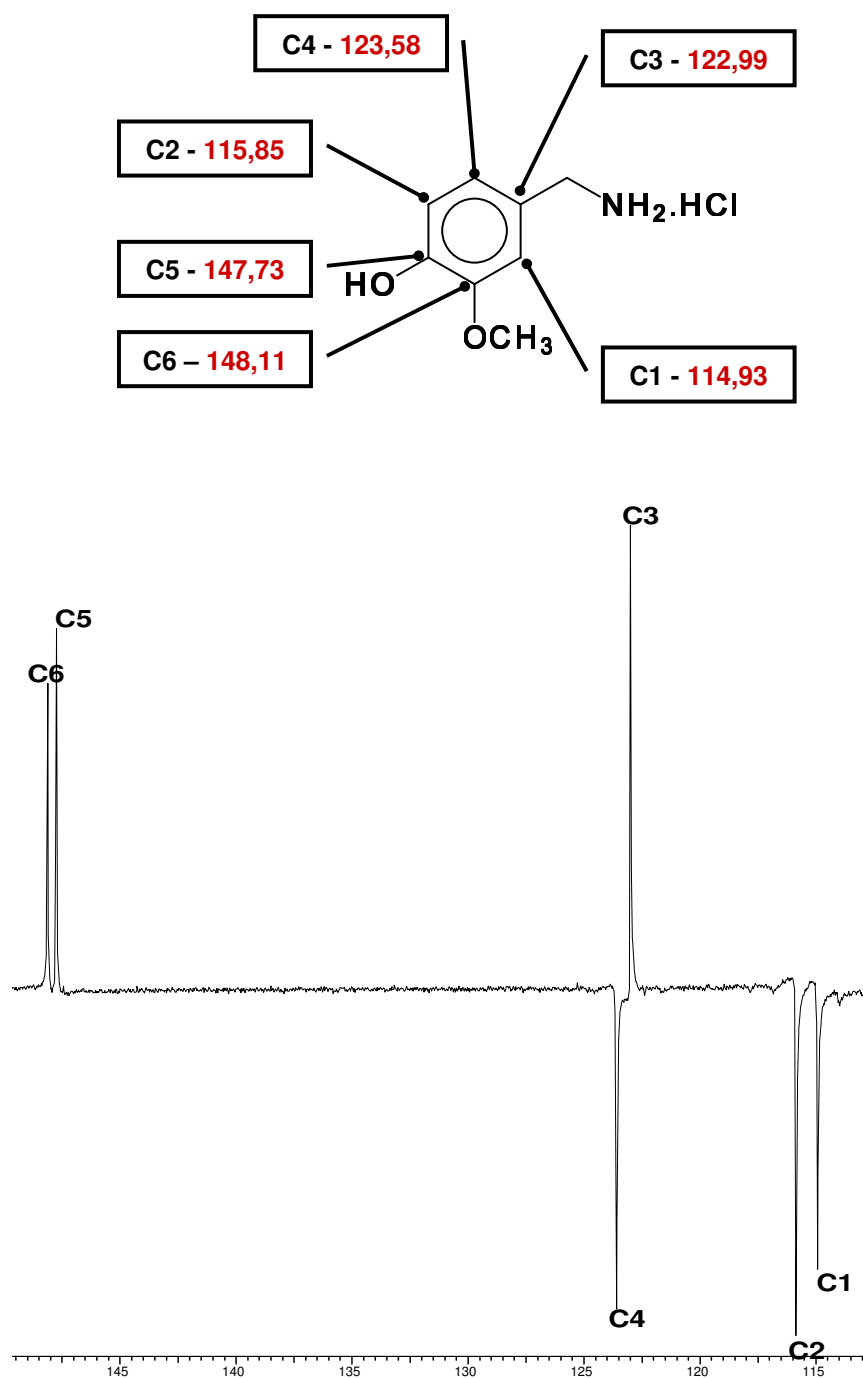 C4 - 123,58
C3 - 122,99
C2 - 115,85
NH2.HCl
C5 - 147,73
HO
OCH3
C6 – 148,11
C1 - 114,93
C3
C5
C6
C1
C4
C2
145 140 135 130 125 120 115